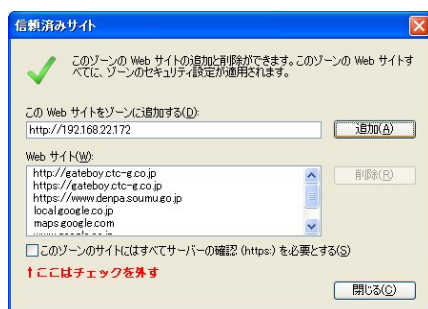 信頼済みサイト
このゾーンの Web サイトの追加と削除ができます。このゾーンの Web サイトす
べてに、ゾーンのセキュリティ設定が適用されます。
この Web サイトをゾーンに追加する(D):
http://192.168.22.172
追加(A)
Web サイト(W):
http://gateboy.ctc-g.co.jp
削除(R)
https://gateboy.ctc-g.co.jp
https://www.denpa.soumu.go.jp
local.google.co.jp
maps.google.com
このゾーンのサイトにはすべてサーバーの確認 (https:) を必要とする(S)
↑ここはチェックを外す
閉じる(C)